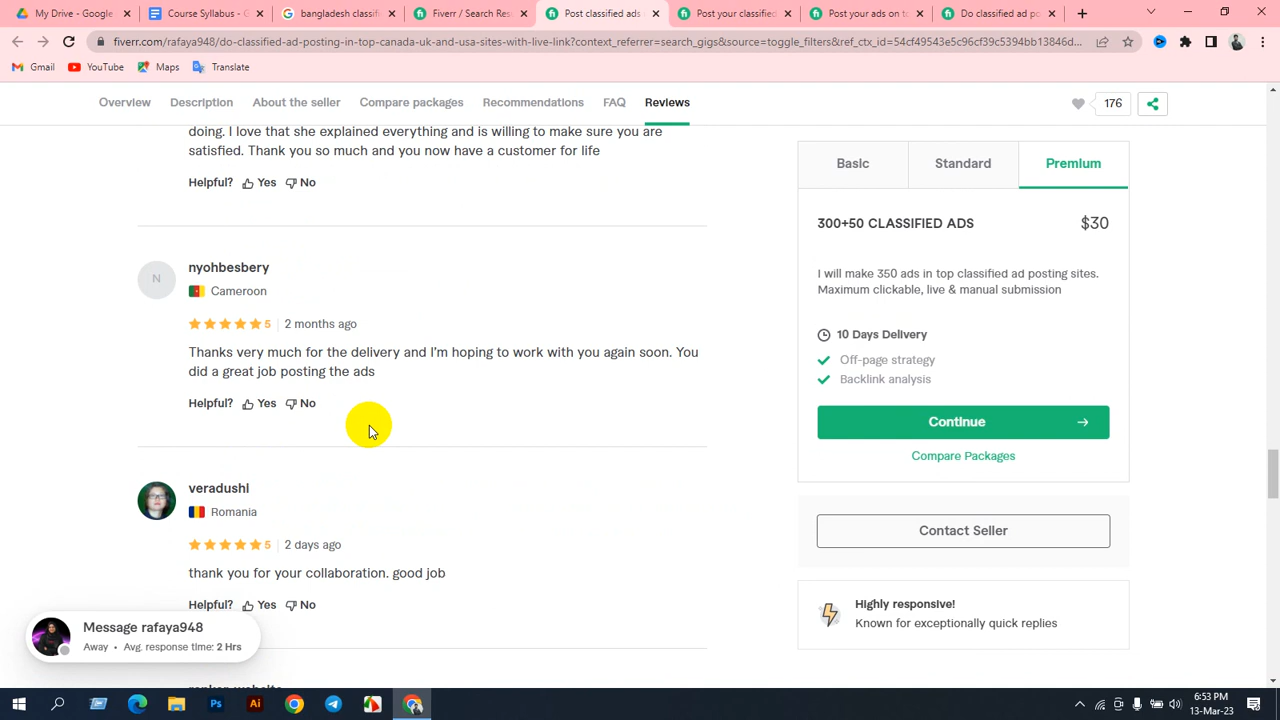 My Drive - Go
Course Syllabus - G
bangladesh classifi
Fiverr / Search Res
Post classified ads
Post your classified
Post ads on to
Do classified ad po
fiverr.com/rafaya948/do-classified-ad-posting-in-top-canada-uk-and-usa-sites-with-live-link?context_referrer=search_gigs&source=toggle_filters&ref_ctx_id=54cf49543e5c96cf39c5394bb13846d...
Gmail
YouTube
Maps
Translate
Overview
Description
About the seller
Compare packages
Recommendations
FAQ
Reviews
176
doing. I love that she explained everything and is willing to make sure you are
satisfied. Thank you so much and you now have a customer for life
Helpful? Yes No
N
nyohbesbery
Cameroon
5 | 2 months ago
Thanks very much for the delivery and I'm hoping to work with you again soon. You
did a great job posting the ads
Helpful? Yes No
veradushi
Romania
5 | 2 days ago
thank you for your collaboration. good job
Helpful? Yes No
Message rafaya948
Away • Avg. response time: 2 Hrs
Basic
Standard
Premium
300+50 CLASSIFIED ADS $30
I will make 350 ads in top classified ad posting sites.
Maximum clickable, live & manual submission
10 Days Delivery
Off-page strategy
Backlink analysis
Continue
Compare Packages
Contact Seller
Highly responsive!
Known for exceptionally quick replies
Ps
Ai
6:53 PM
13-Mar-23